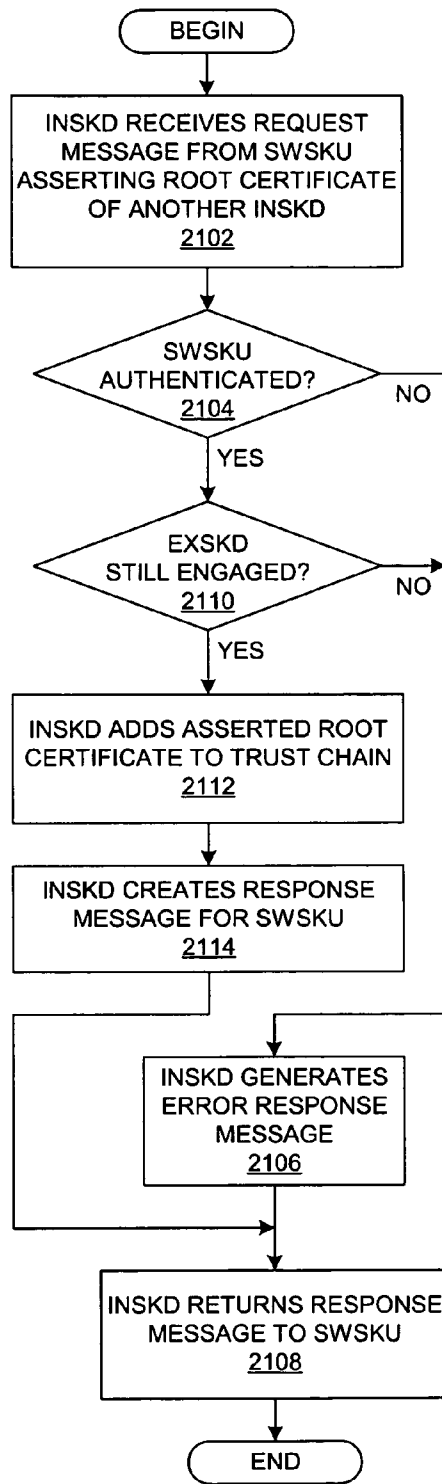 BEGIN
INSKD RECEIVES REQUEST
MESSAGE FROM SWSKU
ASSERTING ROOT CERTIFICATE
OF ANOTHER INSKD
2102
SWSKU
AUTHENTICATED?
2104
NO
YES
EXSKD
STILL ENGAGED?
2110
NO
YES
INSKD ADDS ASSERTED ROOT
CERTIFICATE TO TRUST CHAIN
2112
INSKD CREATES RESPONSE
MESSAGE FOR SWSKU
2114
INSKD GENERATES
ERROR RESPONSE
MESSAGE
2106
INSKD RETURNS RESPONSE
MESSAGE TO SWSKU
2108
END